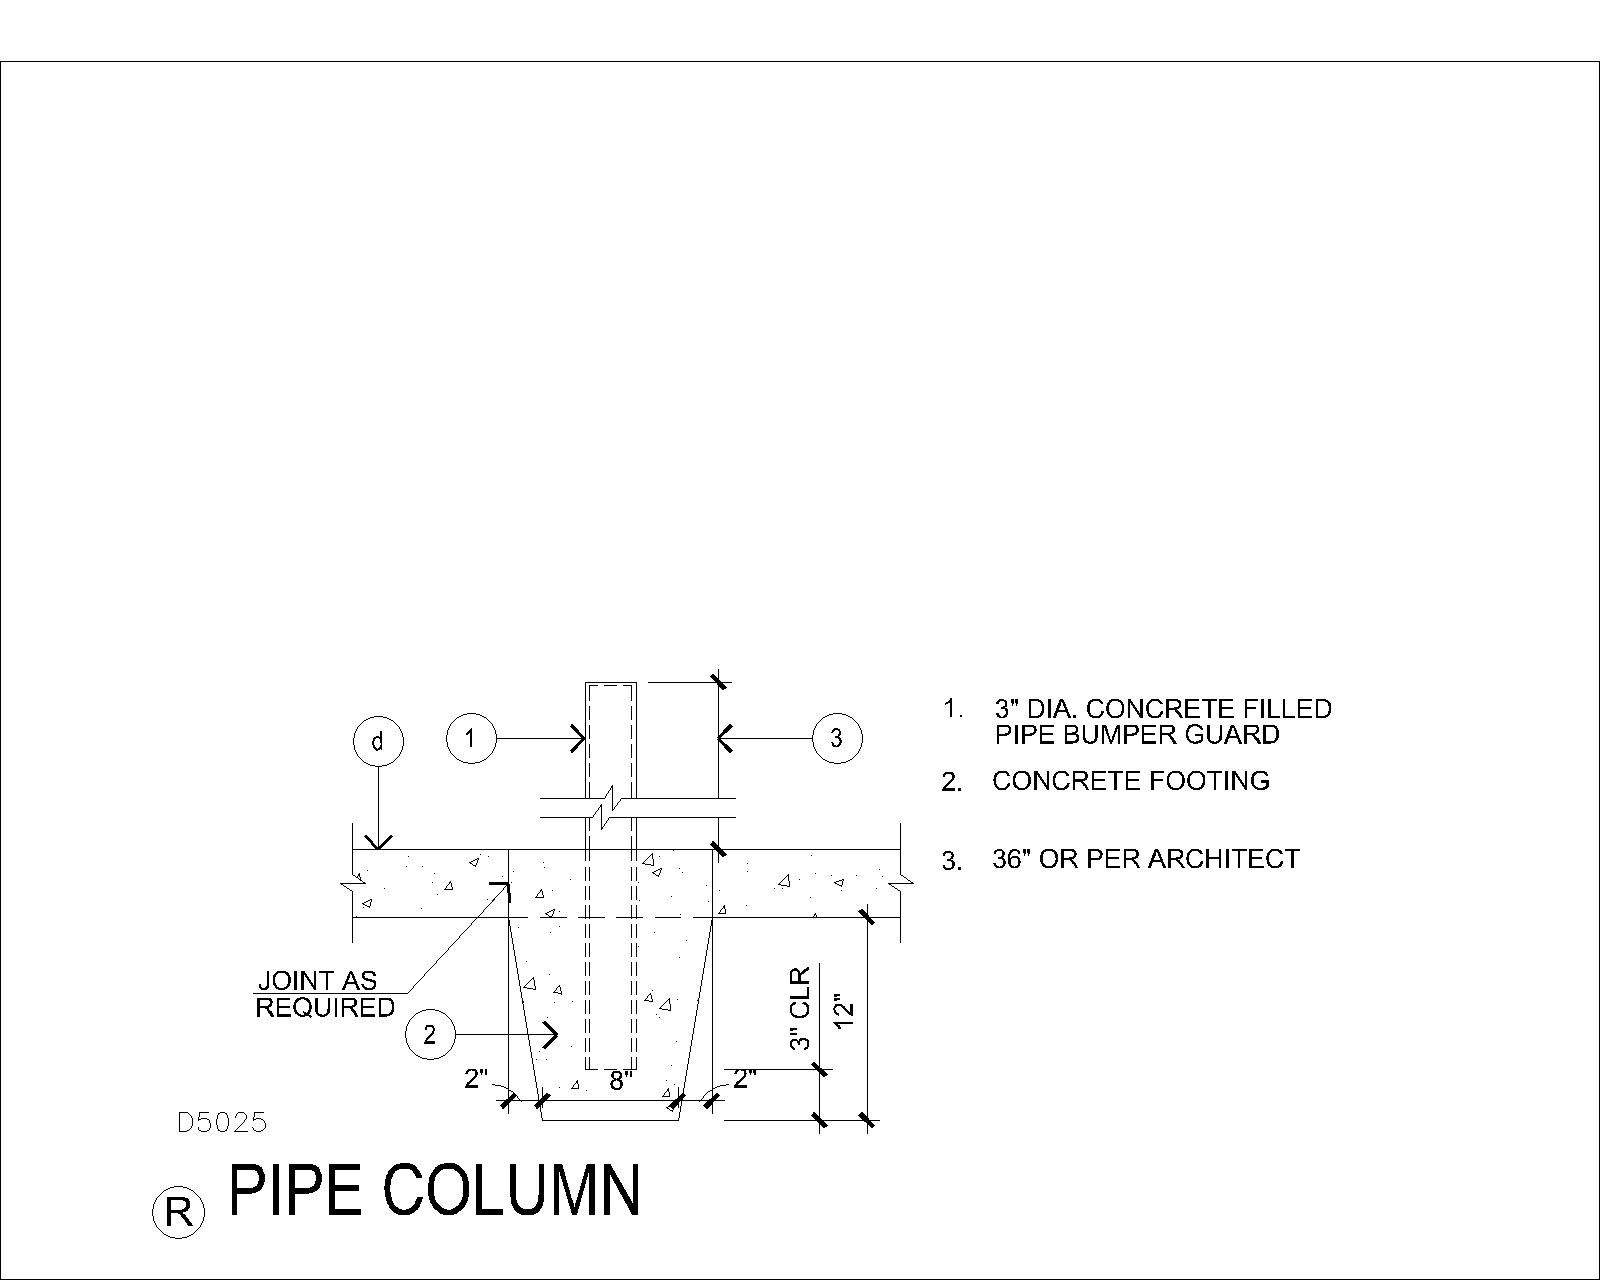 d
1
3
1. 3" DIA. CONCRETE FILLED
PIPE BUMPER GUARD
2. CONCRETE FOOTING
3. 36" OR PER ARCHITECT
JOINT AS
REQUIRED
2
3" CLR
12"
2"
8"
2"
D5025
R PIPE COLUMN